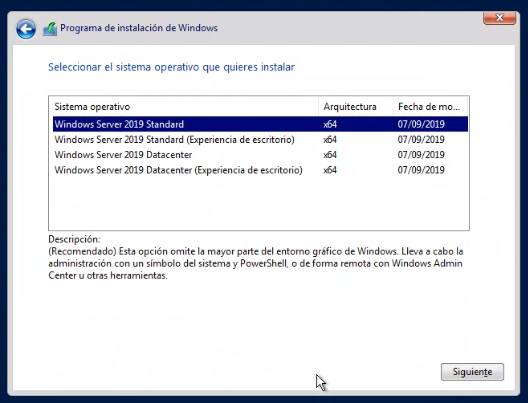 Programa de instalación de Windows
Seleccionar el sistema operativo que quieres instalar
Sistema operativo Arquitectura Fecha de mo...
Windows Server 2019 Standard x64 07/09/2019
Windows Server 2019 Standard (Experiencia de escritorio) x64 07/09/2019
Windows Server 2019 Datacenter x64 07/09/2019
Windows Server 2019 Datacenter (Experiencia de escritorio) x64 07/09/2019
Descripción:
(Recomendado) Esta opción omite la mayor parte del entorno gráfico de Windows. Lleva a cabo la
administración con un símbolo del sistema y PowerShell, o de forma remota con Windows Admin
Center u otras herramientas.
Siguiente